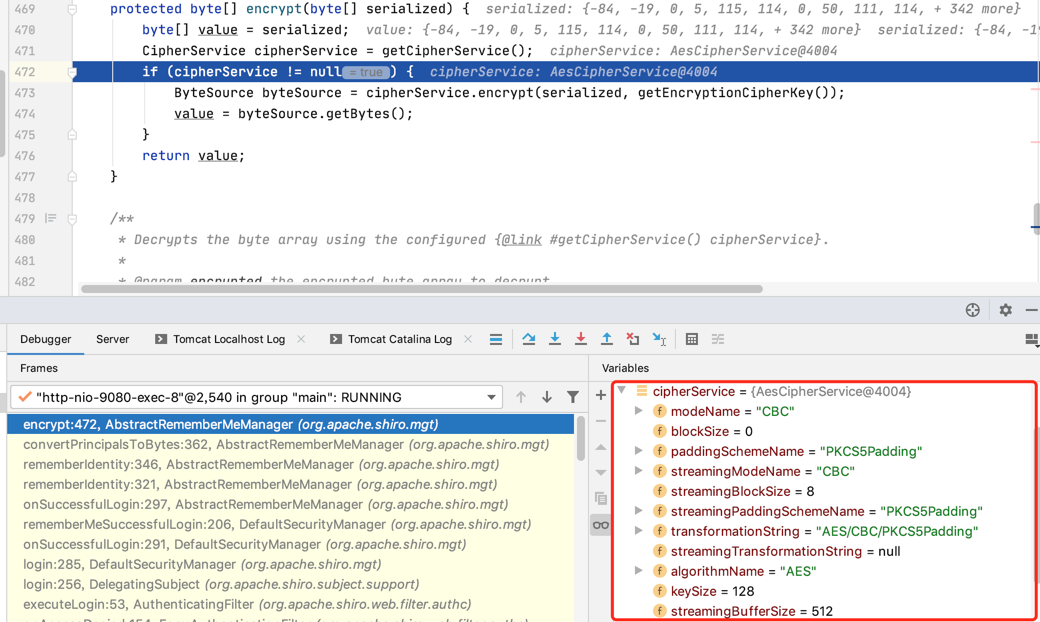 469 protected byte[] encrypt(byte[] serialized) { serialized: {-84, -19, 0, 5, 115, 114, 0, 50, 111, 114, + 342 more}
470 byte[] value = serialized; value: {-84, -19, 0, 5, 115, 114, 0, 50, 111, 114, + 342 more} serialized: {-84, -19
471 CipherService cipherService = getCipherService(); cipherService: AesCipherService@4004
472 if (cipherService != null = true ) { cipherService: AesCipherService@4004
473 ByteSource byteSource = cipherService.encrypt(serialized, getEncryptionCipherKey());
474 value = byteSource.getBytes();
475 }
476 return value;
477 }
478
479 /**
480 * Decrypts the byte array using the configured {@link #getCipherService() cipherService}.
481 *
482 * @param encrypted the encrypted byte array to decrypt
Debugger Server Tomcat Localhost Log Tomcat Catalina Log
Frames
Variables
"http-nio-9080-exec-8"@2,540 in group "main": RUNNING
encrypt:472, AbstractRememberMeManager (org.apache.shiro.mgt)
convertPrincipalsToBytes:362, AbstractRememberMeManager (org.apache.shiro.mgt)
rememberIdentity:346, AbstractRememberMeManager (org.apache.shiro.mgt)
rememberIdentity:321, AbstractRememberMeManager (org.apache.shiro.mgt)
onSuccessfulLogin:297, AbstractRememberMeManager (org.apache.shiro.mgt)
rememberMeSuccessfulLogin:206, DefaultSecurityManager (org.apache.shiro.mgt)
onSuccessfulLogin:291, DefaultSecurityManager (org.apache.shiro.mgt)
login:285, DefaultSecurityManager (org.apache.shiro.mgt)
login:256, DelegatingSubject (org.apache.shiro.subject.support)
executeLogin:53, AuthenticatingFilter (org.apache.shiro.web.filter.authc)
cipherService = {AesCipherService@4004}
modeName = "CBC"
blockSize = 0
paddingSchemeName = "PKCS5Padding"
streamingModeName = "CBC"
streamingBlockSize = 8
streamingPaddingSchemeName = "PKCS5Padding"
transformationString = "AES/CBC/PKCS5Padding"
streamingTransformationString = null
algorithmName = "AES"
keySize = 128
streamingBufferSize = 512